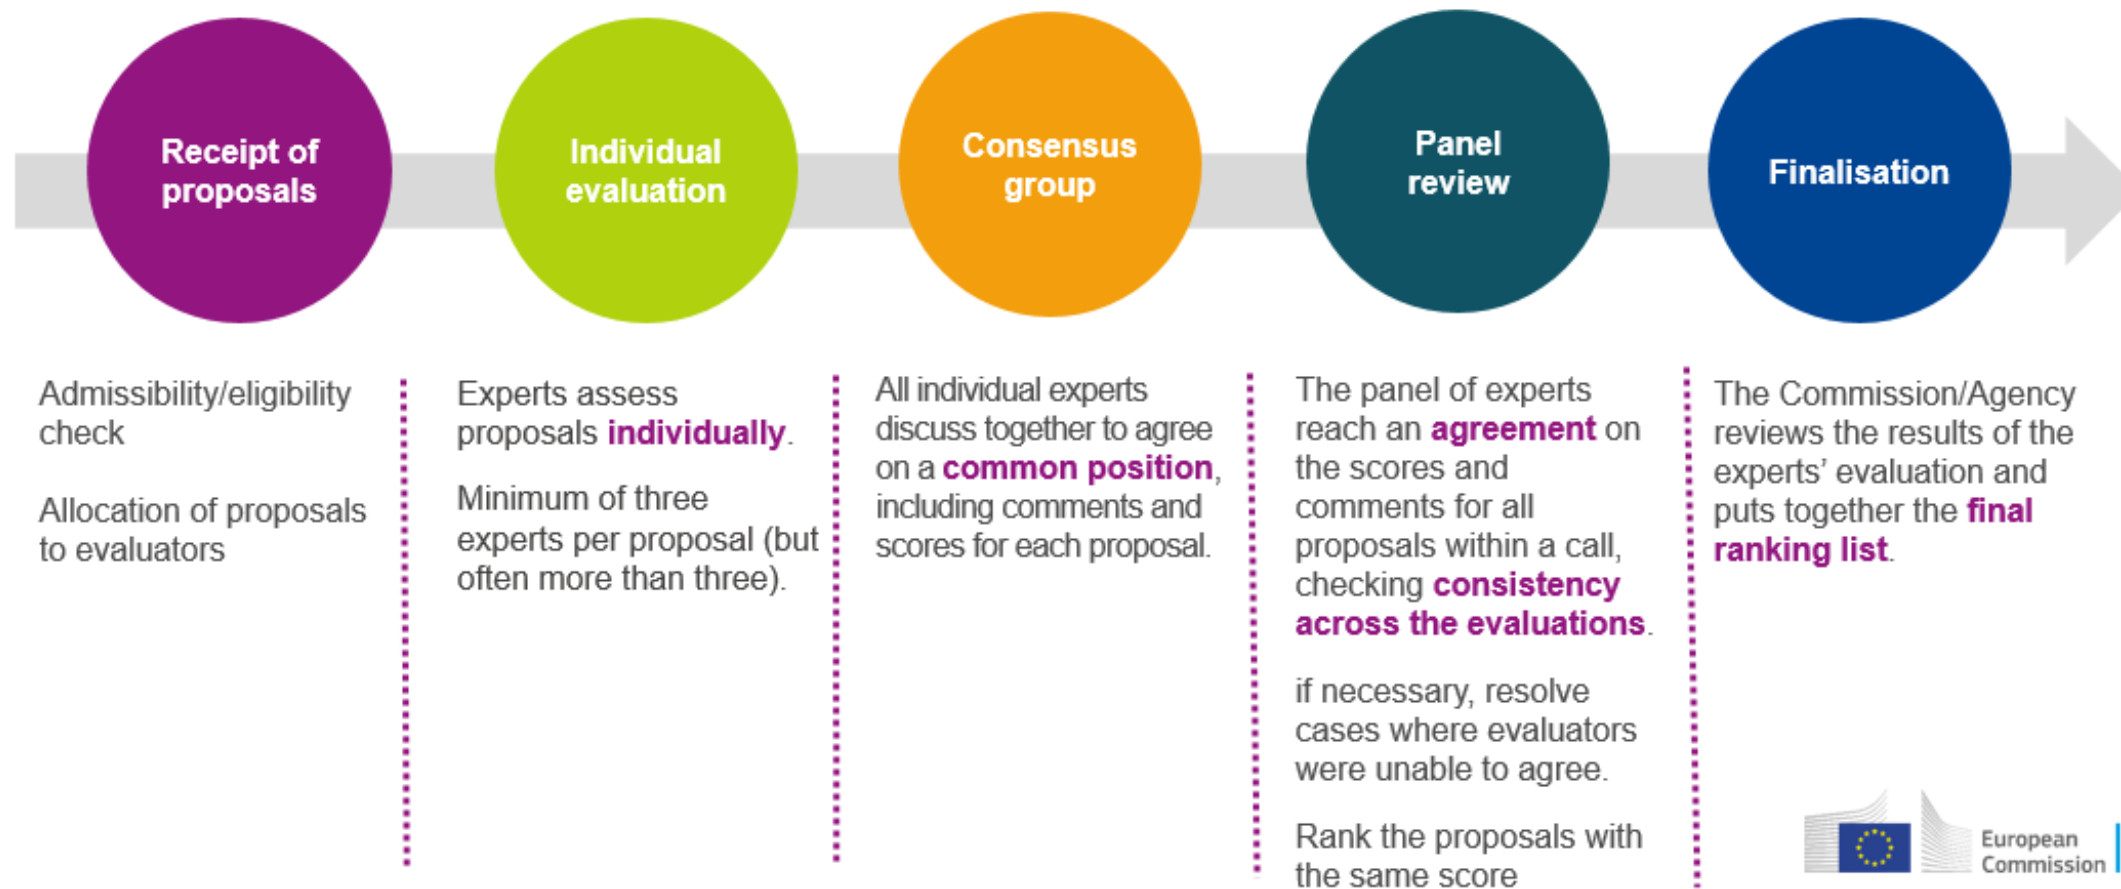 Receipt of
proposals
Individual
evaluation
Consensus
group
Panel
review
Finalisation
Admissibility/eligibility
check
Allocation of proposals
to evaluators
Experts assess
proposals individually.
Minimum of three
experts per proposal (but
often more than three).
All individual experts
discuss together to agree
on a common position,
including comments and
scores for each proposal.
The panel of experts
reach an agreement on
the scores and
comments for all
proposals within a call,
checking consistency
across the evaluations.
if necessary, resolve
cases where evaluators
were unable to agree.
Rank the proposals with
the same score
The Commission/Agency
reviews the results of the
experts’ evaluation and
puts together the final
ranking list.
European
Commission